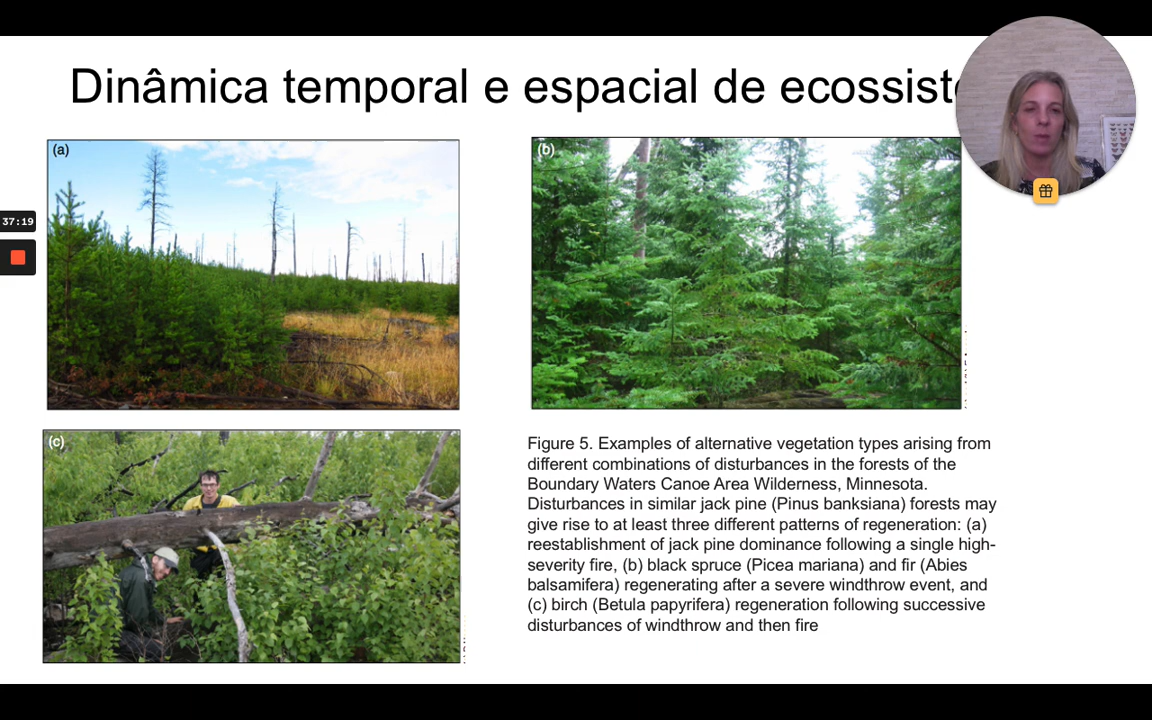 Dinâmica temporal e espacial de ecossist
(a)
(b)
37:19
(c)
Figure 5. Examples of alternative vegetation types arising from
different combinations of disturbances in the forests of the
Boundary Waters Canoe Area Wilderness, Minnesota.
Disturbances in similar jack pine (Pinus banksiana) forests may
give rise to at least three different patterns of regeneration: (a)
reestablishment of jack pine dominance following a single high-
severity fire, (b) black spruce (Picea mariana) and fir (Abies
balsamifera) regenerating after a severe windthrow event, and
(c) birch (Betula papyrifera) regeneration following successive
disturbances of windthrow and then fire